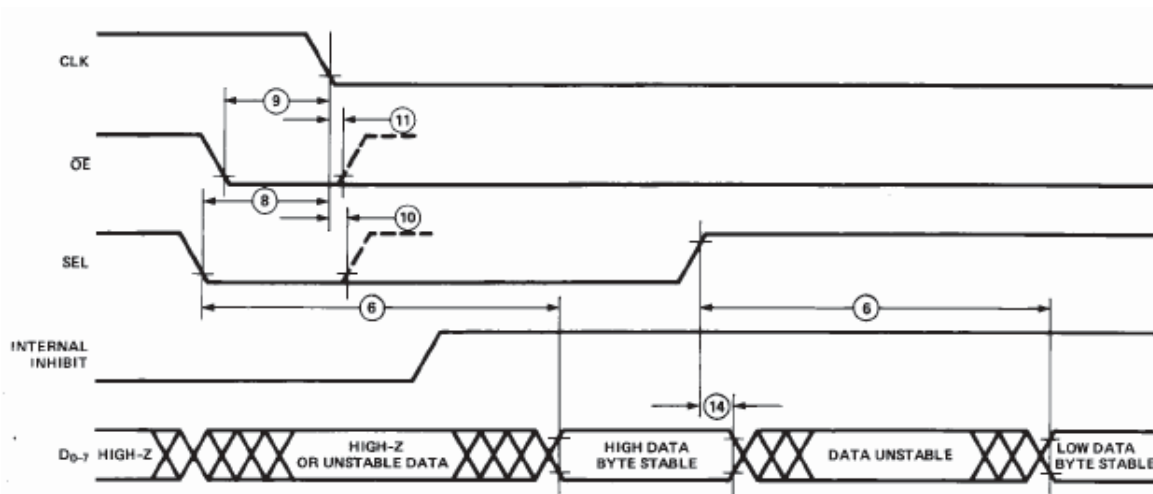 CLK
9
11
OE
8
10
SEL
6
6
INTERNAL
INHIBIT
14
D0-7
HIGH-Z
HIGH-Z
OR UNSTABLE DATA
HIGH DATA
BYTE STABLE
DATA UNSTABLE
LOW DATA
BYTE STABLE